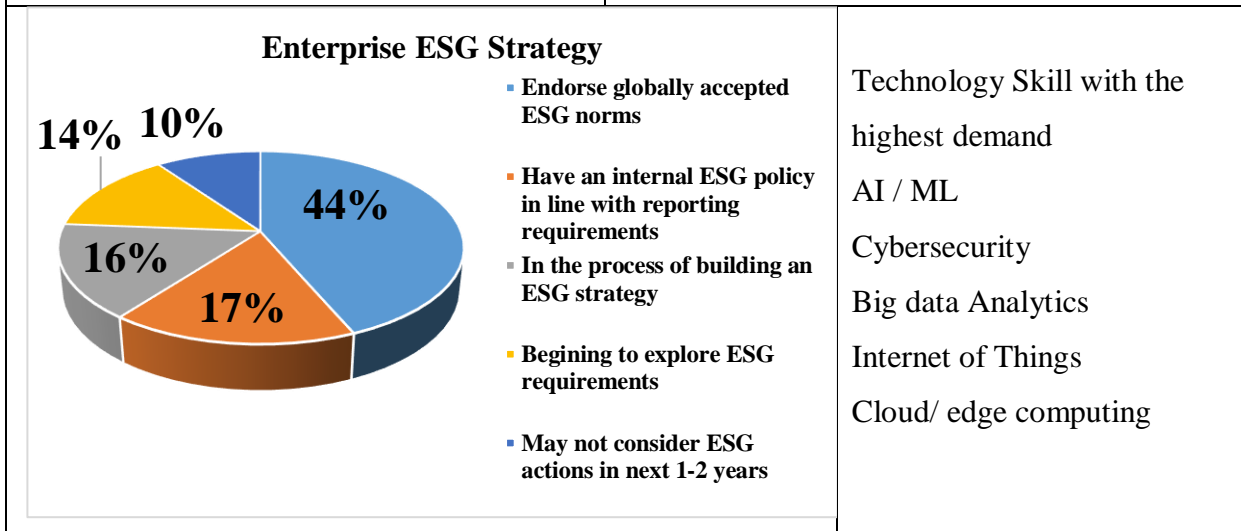 Enterprise ESG Strategy
44%
17%
16%
14%
10%
Endorse globally accepted
ESG norms
Have an internal ESG policy
in line with reporting
requirements
In the process of building an
ESG strategy
Begining to explore ESG
requirements
May not consider ESG
actions in next 1-2 years
Technology Skill with the
highest demand
AI / ML
Cybersecurity
Big data Analytics
Internet of Things
Cloud/ edge computing